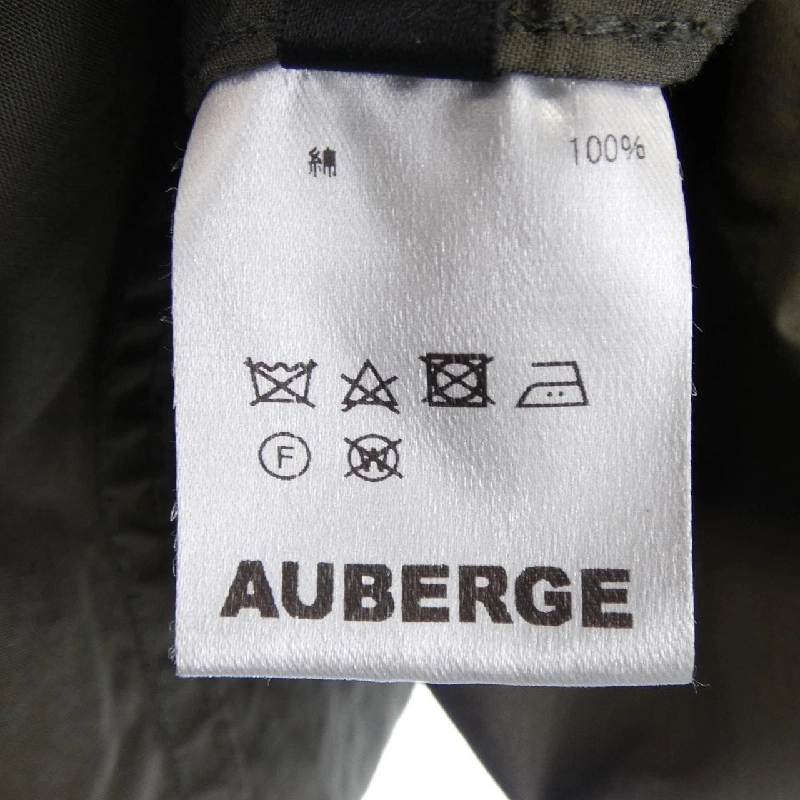 綿 100%
F
W
AUBERGE